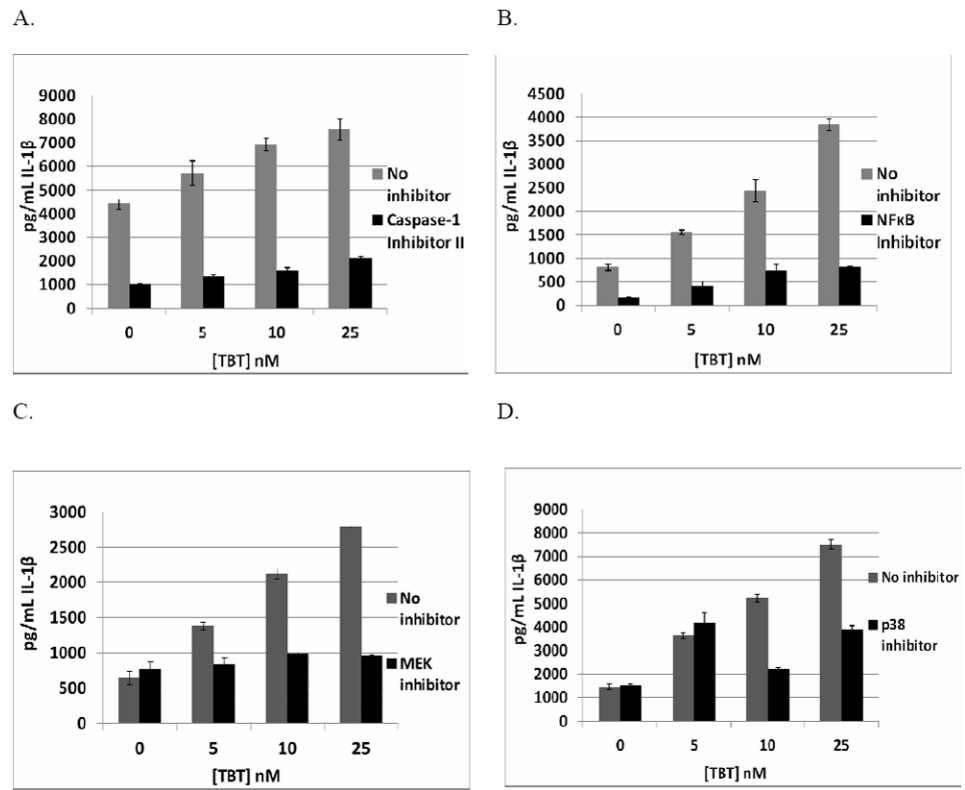 A.
pg/mL IL-1β
9000
8000
7000
6000
5000
4000
3000
2000
1000
0
0 5 10 25
[TBT] nM
No
inhibitor
Caspase-1
Inhibitor II
B.
pg/mL IL-1β
4500
4000
3500
3000
2500
2000
1500
1000
500
0
0 5 10 25
[TBT] nM
No
inhibitor
NFκB
Inhibitor
C.
pg/mL IL-1β
3000
2500
2000
1500
1000
500
0
0 5 10 25
[TBT] nM
No
inhibitor
MEK
inhibitor
D.
pg/mL IL-1β
9000
8000
7000
6000
5000
4000
3000
2000
1000
0
0 5 10 25
[TBT] nM
No inhibitor
p38
inhibitor